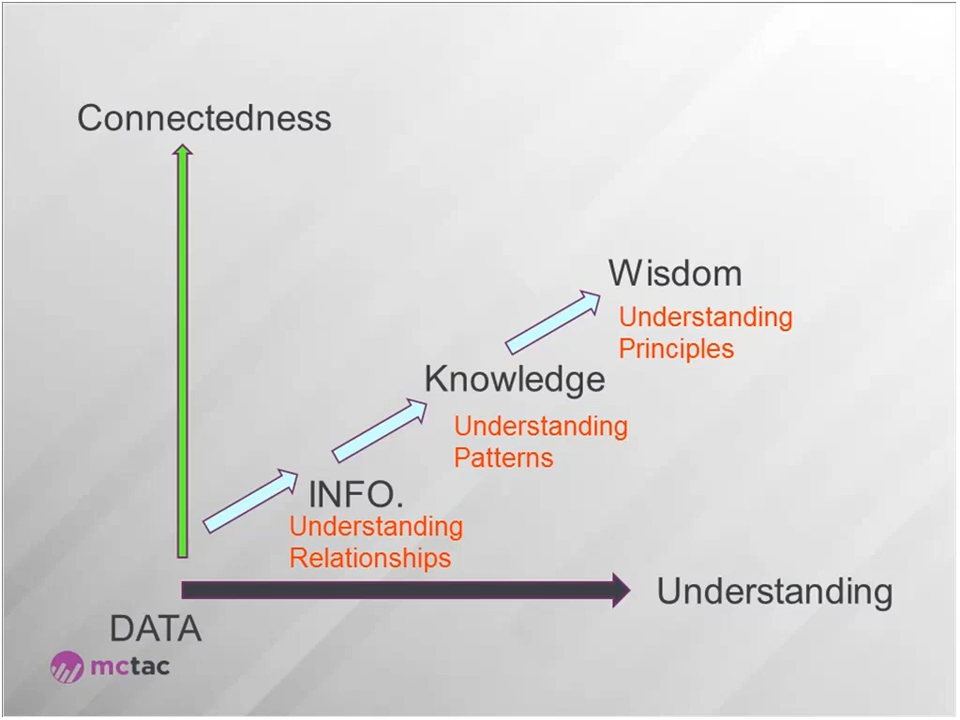 Connectedness
Wisdom
Understanding
Principles
Knowledge
Understanding
Patterns
INFO.
Understanding
Relationships
Understanding
DATA
mctac